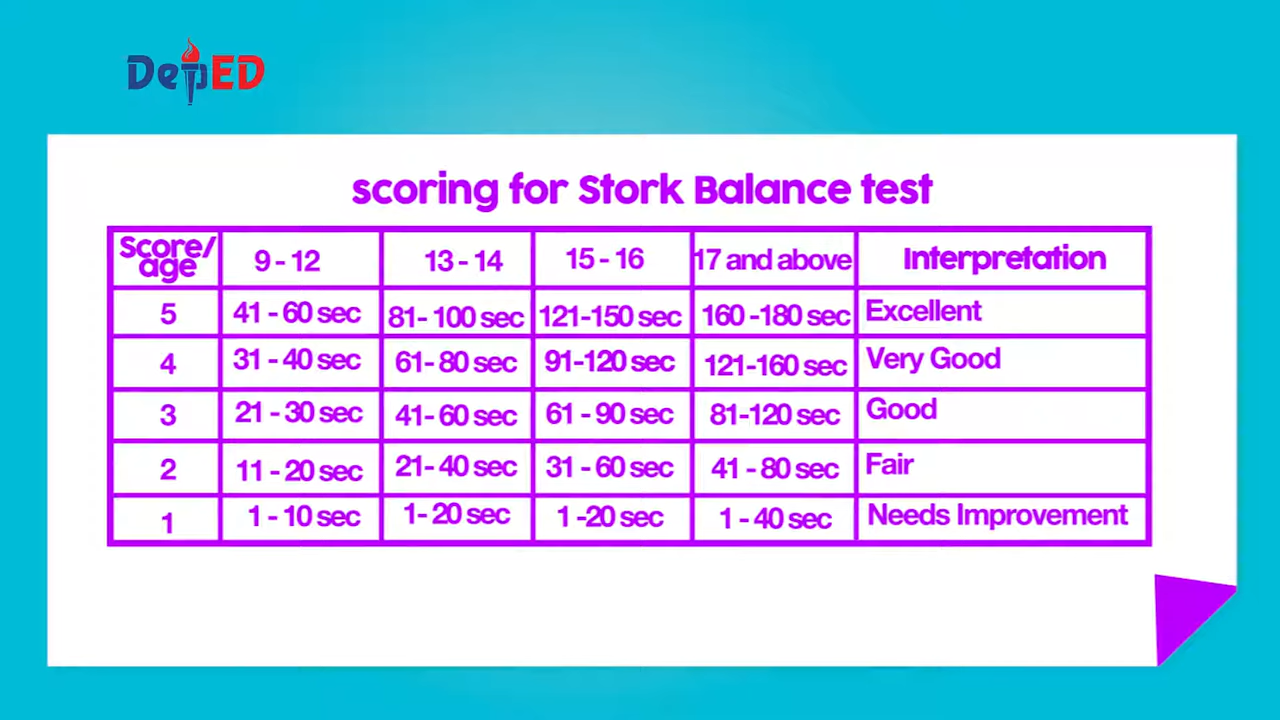 DepED
scoring for Stork Balance test
Score/ age 9 - 12 13 - 14 15 - 16 17 and above Interpretation
5 41 - 60 sec 81- 100 sec 121-150 sec 160 -180 sec Excellent
4 31 - 40 sec 61- 80 sec 91-120 sec 121-160 sec Very Good
3 21 - 30 sec 41- 60 sec 61 - 90 sec 81-120 sec Good
2 11 - 20 sec 21- 40 sec 31 - 60 sec 41 - 80 sec Fair
1 1 - 10 sec 1- 20 sec 1 -20 sec 1 - 40 sec Needs Improvement